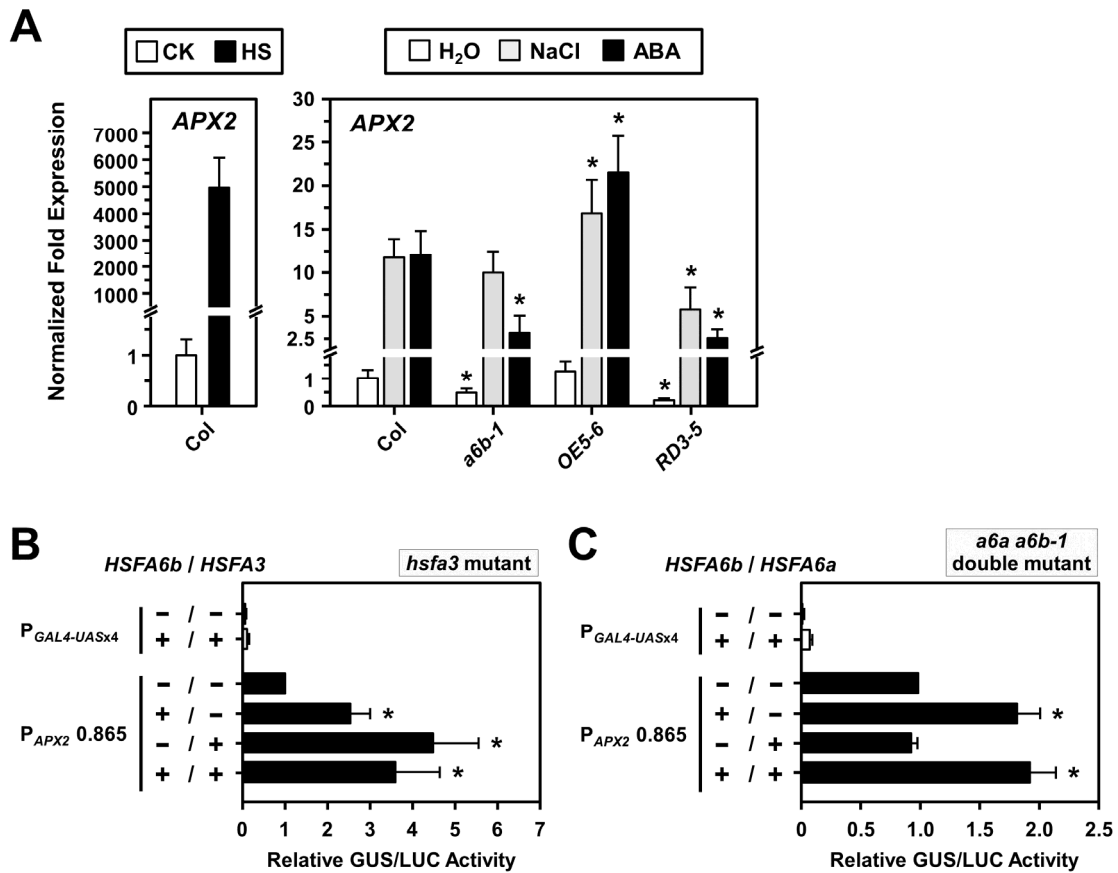 A
CK HS
H₂O NaCl ABA
Normalized Fold Expression
APX2
7000
6000
5000
4000
3000
2000
1000
1
0
Col
APX2
30
25
20
15
10
5
2.5
1
0
* * * * * * *
Col a6b-1 OE5-6 RD3-5
B
HSFA6b / HSFA3
hsfa3 mutant
P GAL4-UASx4
− / −
+ / +
P APX2 0.865
− / −
+ / − *
− / + *
+ / + *
0 1 2 3 4 5 6 7
Relative GUS/LUC Activity
C
HSFA6b / HSFA6a
a6a a6b-1
double mutant
P GAL4-UASx4
− / −
+ / +
P APX2 0.865
− / −
+ / − *
− / +
+ / + *
0 0.5 1.0 1.5 2.0 2.5
Relative GUS/LUC Activity